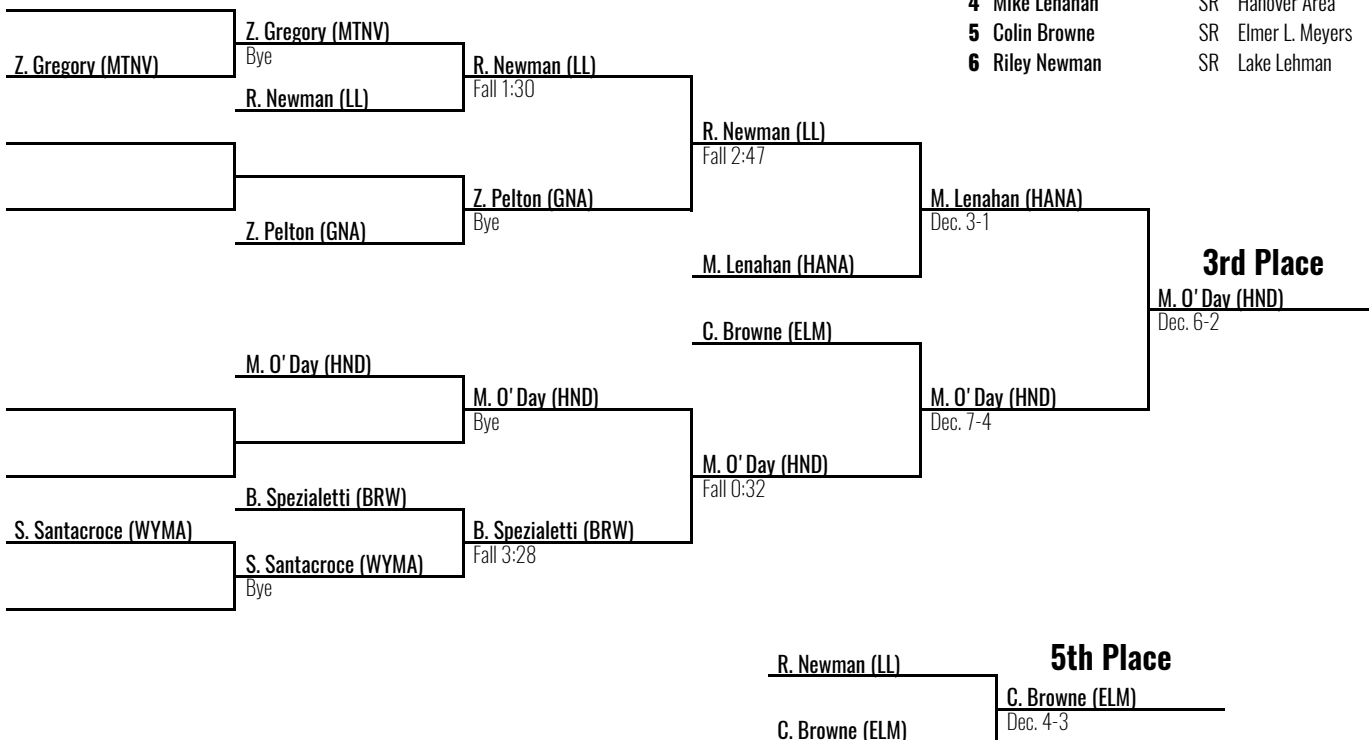 4 Mike Lenahan SR Hanover Area
5 Colin Browne SR Elmer L. Meyers
6 Riley Newman SR Lake Lehman
Z. Gregory (MTNV)
Z. Gregory (MTNV)
Bye
R. Newman (LL)
R. Newman (LL)
Fall 1:30
Z. Pelton (GNA)
Z. Pelton (GNA)
Bye
R. Newman (LL)
Fall 2:47
M. Lenahan (HANA)
M. Lenahan (HANA)
Dec. 3-1
3rd Place
M. O'Day (HND)
Dec. 6-2
C. Browne (ELM)
M. O'Day (HND)
M. O'Day (HND)
Bye
M. O'Day (HND)
Dec. 7-4
M. O'Day (HND)
Fall 0:32
B. Spezialetti (BRW)
S. Santacroce (WYMA)
B. Spezialetti (BRW)
Fall 3:28
S. Santacroce (WYMA)
Bye
5th Place
R. Newman (LL)
C. Browne (ELM)
Dec. 4-3
C. Browne (ELM)